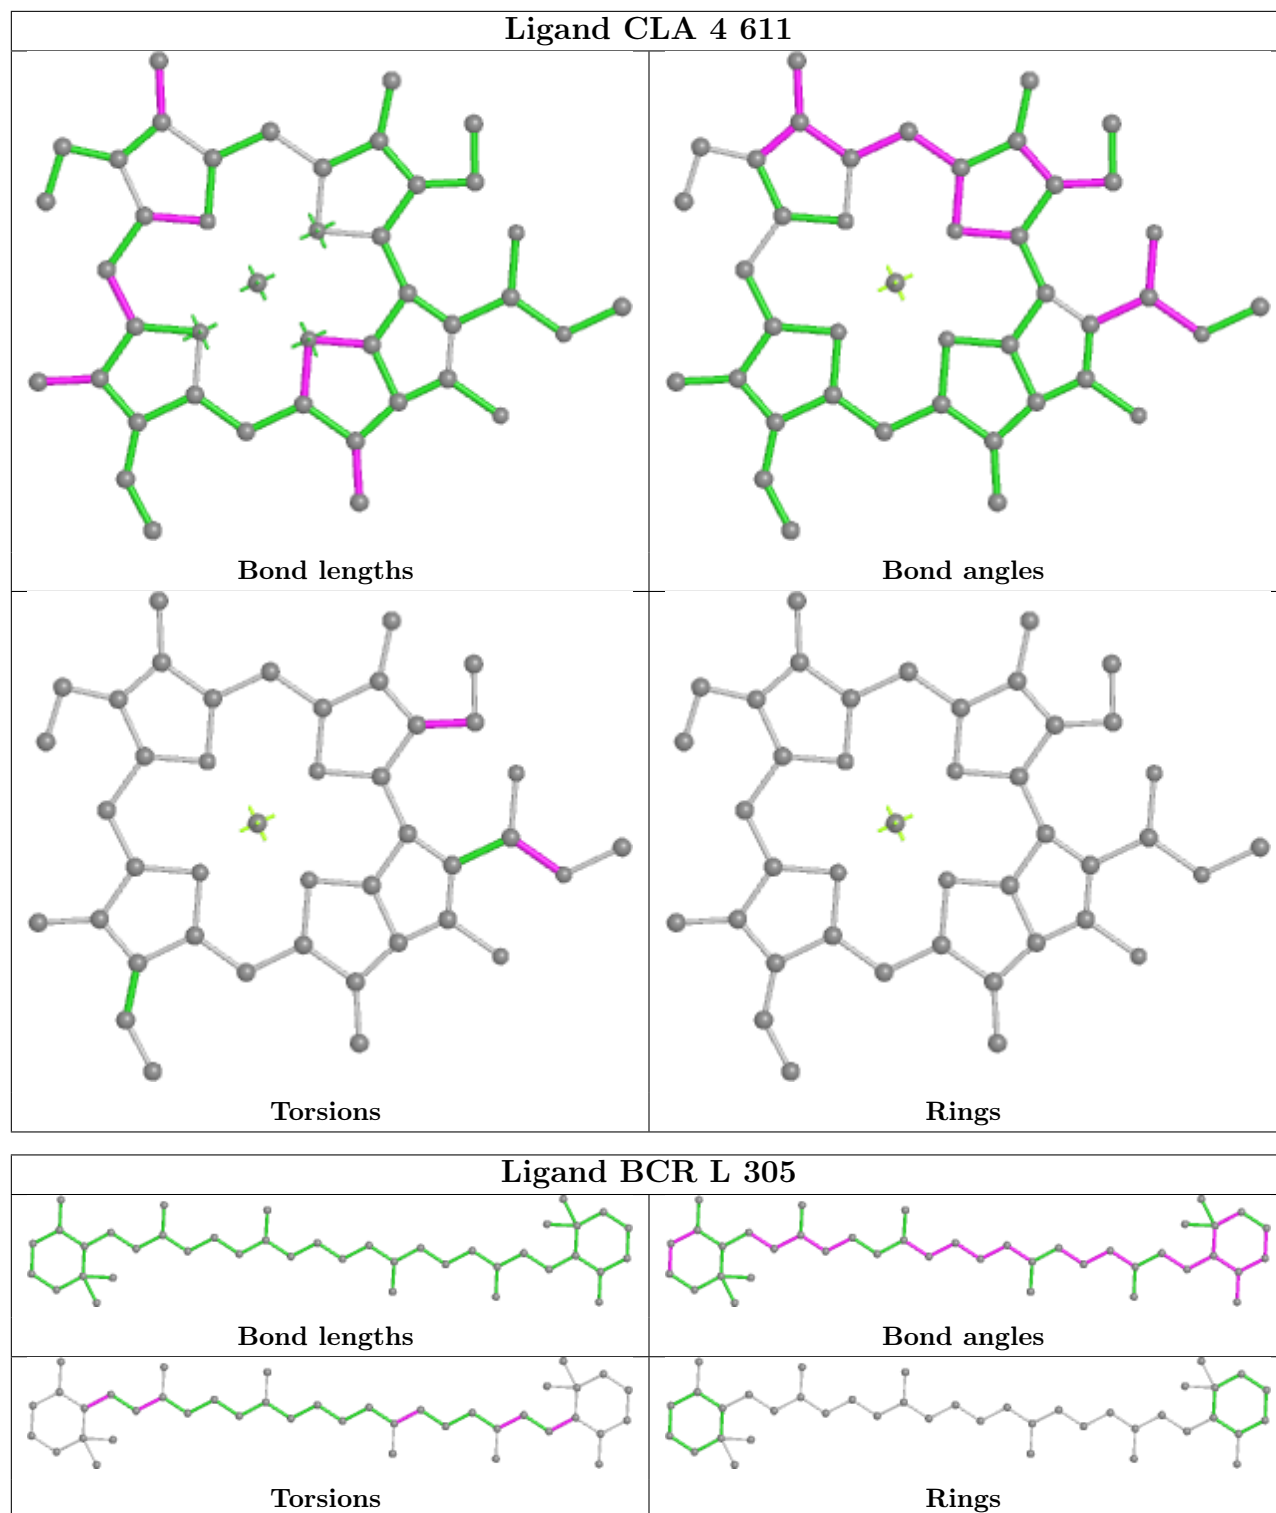 Ligand CLA 4 611
Bond lengths
Bond angles
Torsions
Rings
Ligand BCR L 305
Bond lengths
Bond angles
Torsions
Rings